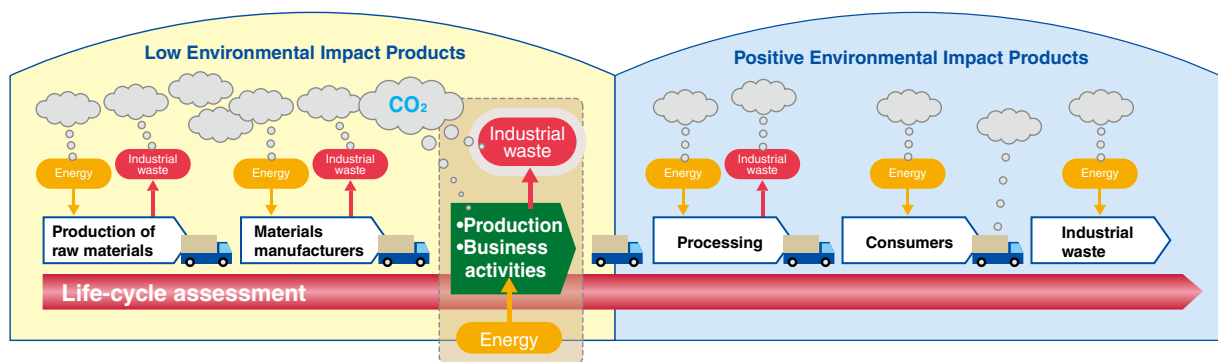 Low Environmental Impact Products
Positive Environmental Impact Products
CO₂
Industrial
waste
Energy
Industrial
waste
Energy
Industrial
waste
Energy
Industrial
waste
Energy
Energy
Production of
raw materials
Materials
manufacturers
•Production
•Business
activities
Processing
Consumers
Industrial
waste
Life-cycle assessment
Energy